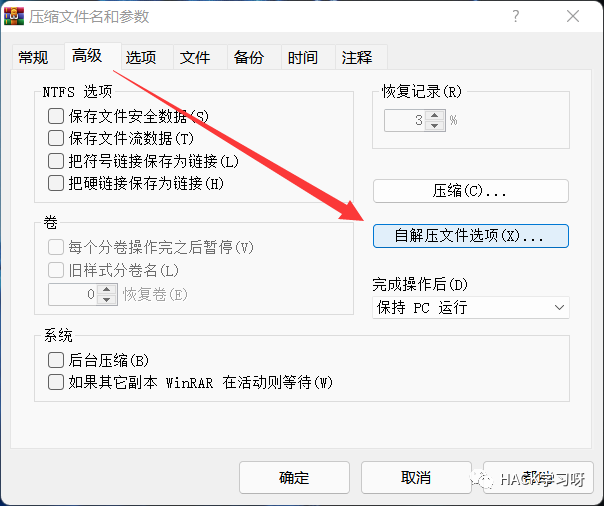 压缩文件名和参数
?
常规 高级 选项 文件 备份 时间 注释
NTFS 选项
保存文件安全数据(S)
保存文件流数据(T)
把符号链接保存为链接(L)
把硬链接保存为链接(H)
恢复记录(R)
3 %
压缩(C)...
自解压文件选项(X)...
卷
每个分卷操作完之后暂停(V)
旧样式分卷名(L)
0 恢复卷(E)
完成操作后(D)
保持 PC 运行
系统
后台压缩(B)
如果其它副本 WinRAR 在活动则等待(W)
确定
取消
HACK学习呀